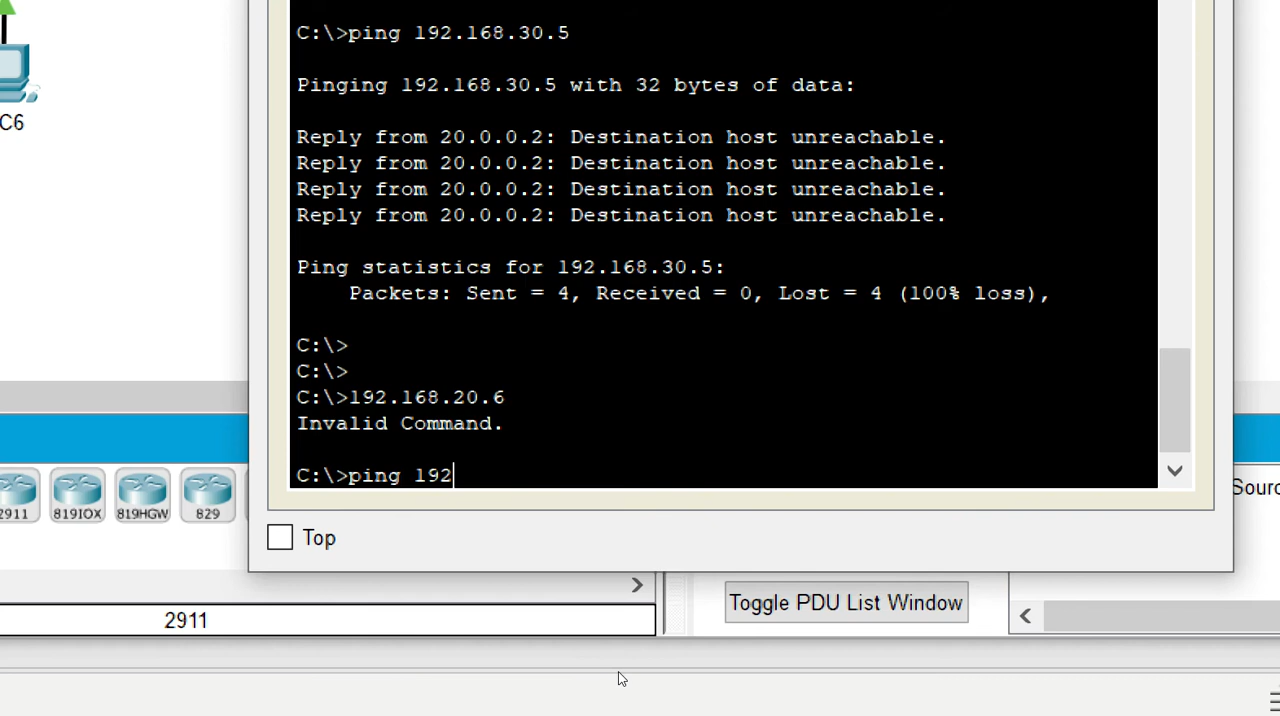 C:\>ping 192.168.30.5
Pinging 192.168.30.5 with 32 bytes of data:
Reply from 20.0.0.2: Destination host unreachable.
Reply from 20.0.0.2: Destination host unreachable.
Reply from 20.0.0.2: Destination host unreachable.
Reply from 20.0.0.2: Destination host unreachable.
Ping statistics for 192.168.30.5:
Packets: Sent = 4, Received = 0, Lost = 4 (100% loss),
C:\>
C:\>
C:\>192.168.20.6
Invalid Command.
C:\>ping 192
C6
2911
819IOX
819HGW
829
Sourc
Top
Toggle PDU List Window
2911